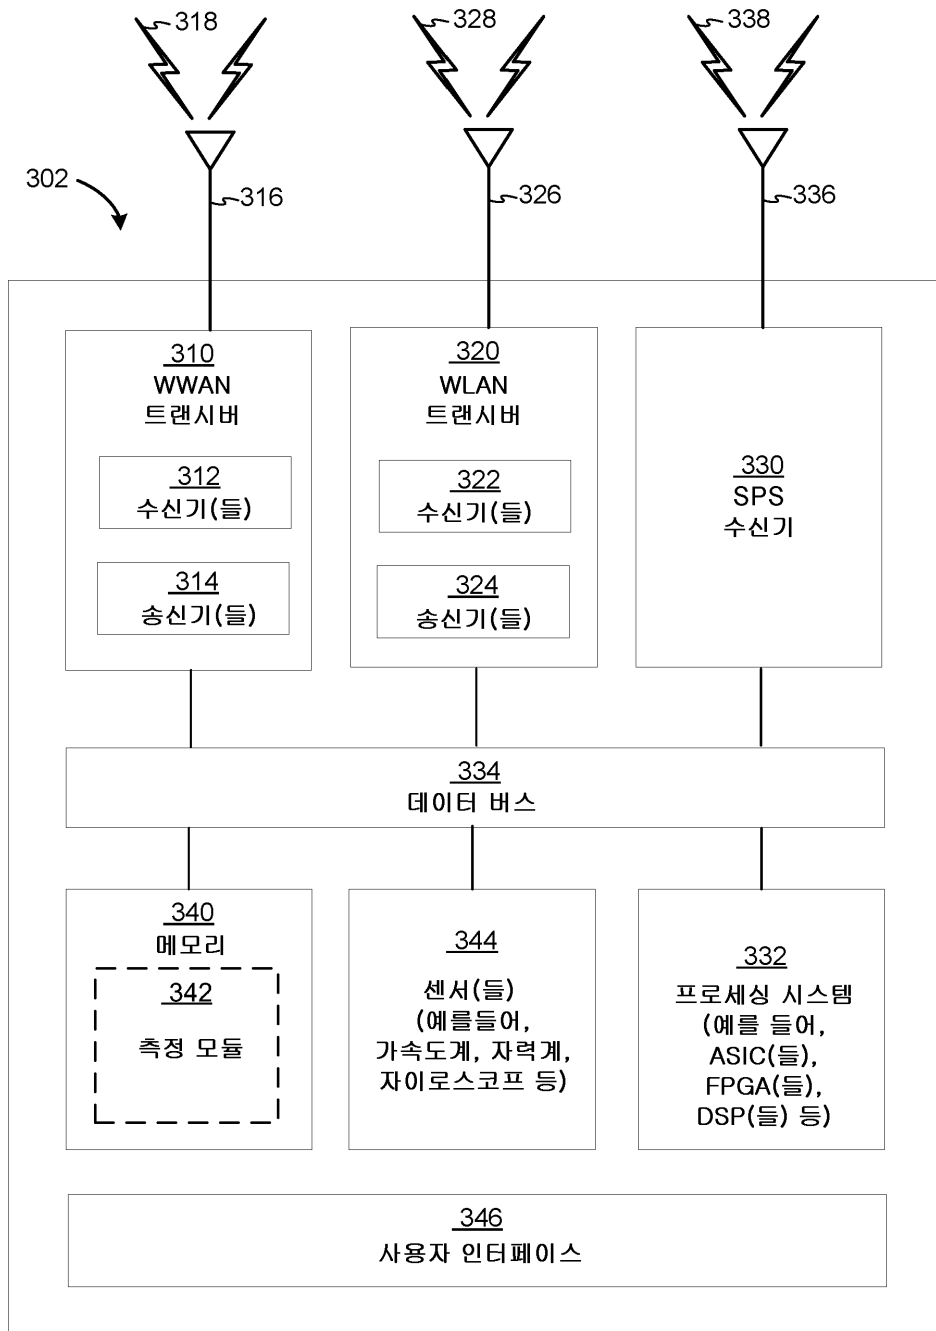 318
328
338
302
316
326
336
310
WWAN
트랜시버
312
수신기(들)
314
송신기(들)
320
WLAN
트랜시버
322
수신기(들)
324
송신기(들)
330
SPS
수신기
334
데이터 버스
340
메모리
342
측정 모듈
344
센서(들)
(예를들어,
가속도계, 자력계,
자이로스코프 등)
332
프로세싱 시스템
(예를 들어,
ASIC(들),
FPGA(들),
DSP(들) 등)
346
사용자 인터페이스